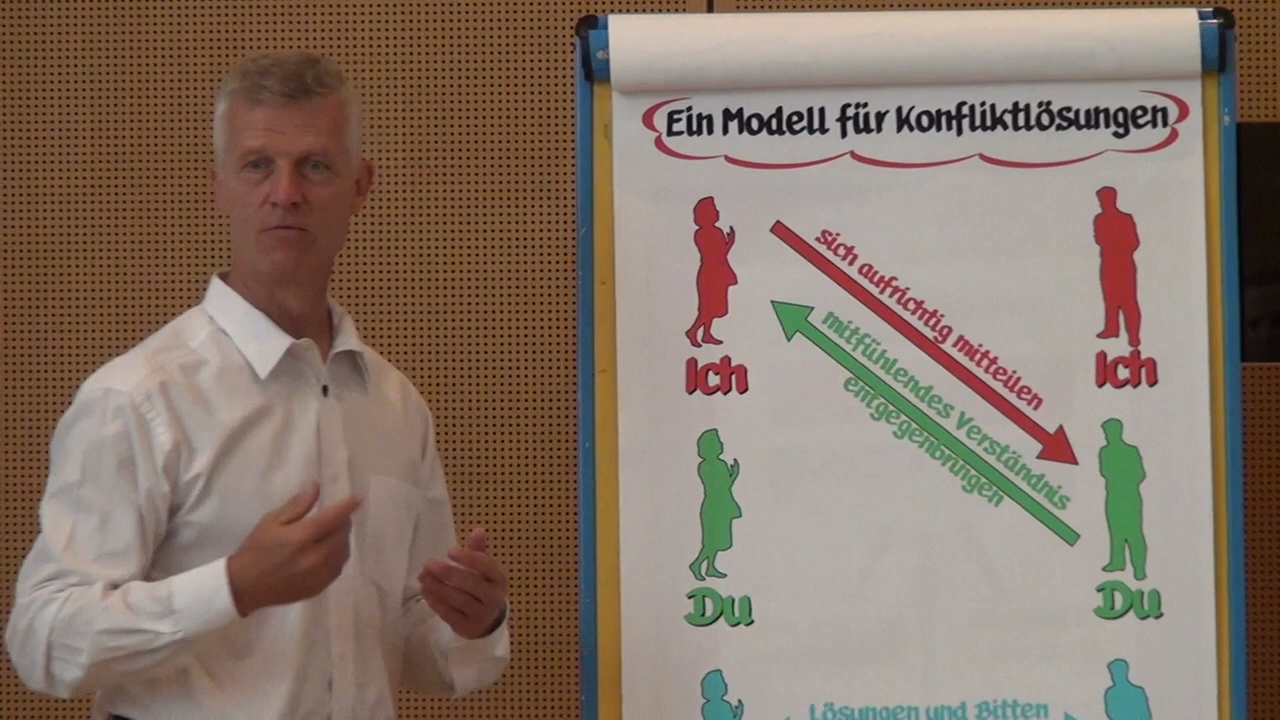 Ein Modell für Konfliktlösungen
sich aufrichtig mitteilen
Ich
Ich
mitfühlendes Verständnis
entgegenbringen
Du
Du
Lösungen und Bitten